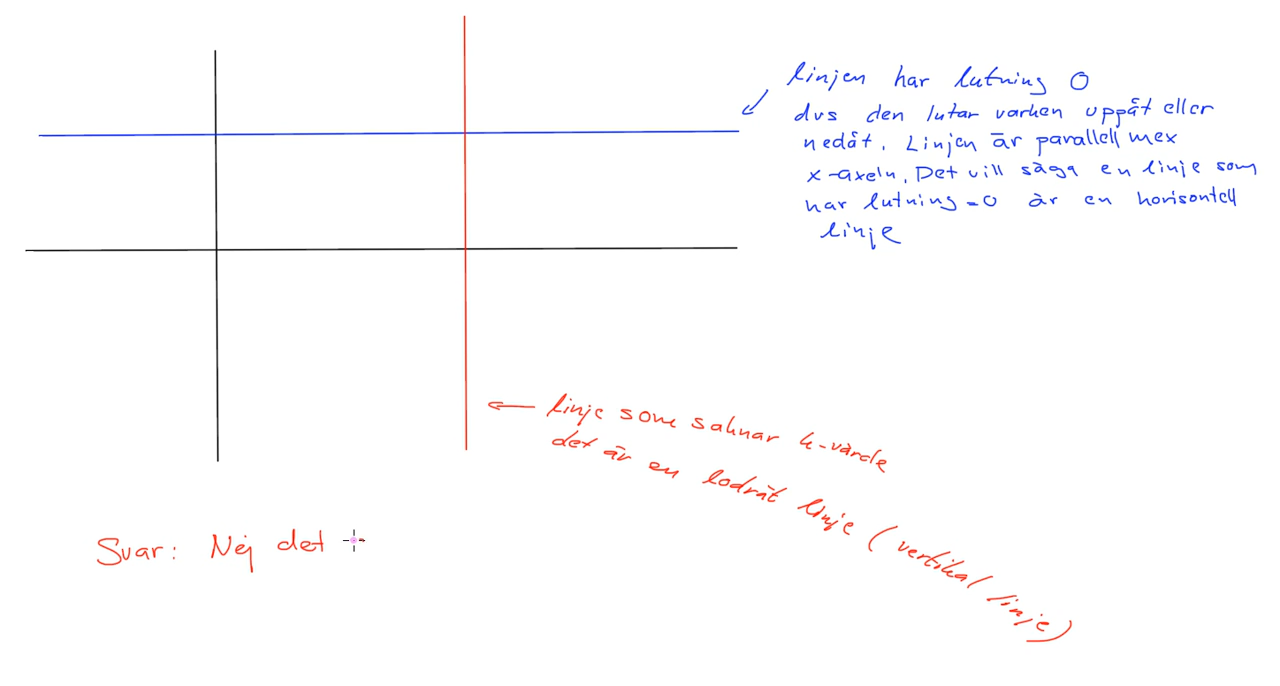 linjen har lutning 0
dvs den lutar varken uppåt eller
nedåt. Linjen är parallell mex
x-axeln. Det vill säga en linje som
har lutning = 0 är en horisontell
linje
linje som saknar k-värde
det är en lodrät linje (vertikal linje)
Svar: Nej det